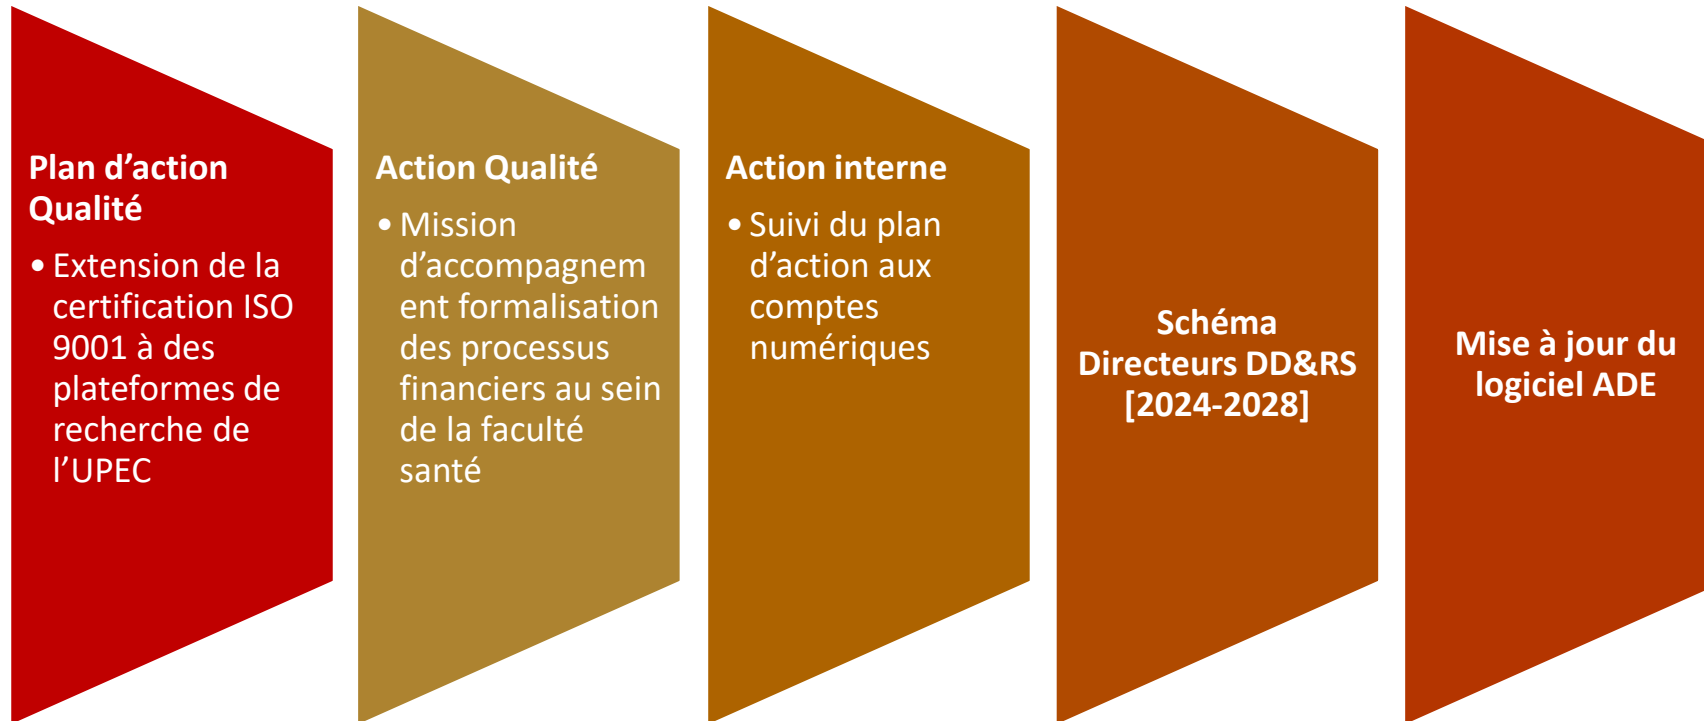 Plan d’action
Qualité
• Extension de la
certification ISO
9001 à des
plateformes de
recherche de
l’UPEC
Action Qualité
• Mission
d’accompagnem
ent formalisation
des processus
financiers au sein
de la faculté
santé
Action interne
• Suivi du plan
d’action aux
comptes
numériques
Schéma
Directeurs DD&RS
[2024-2028]
Mise à jour du
logiciel ADE